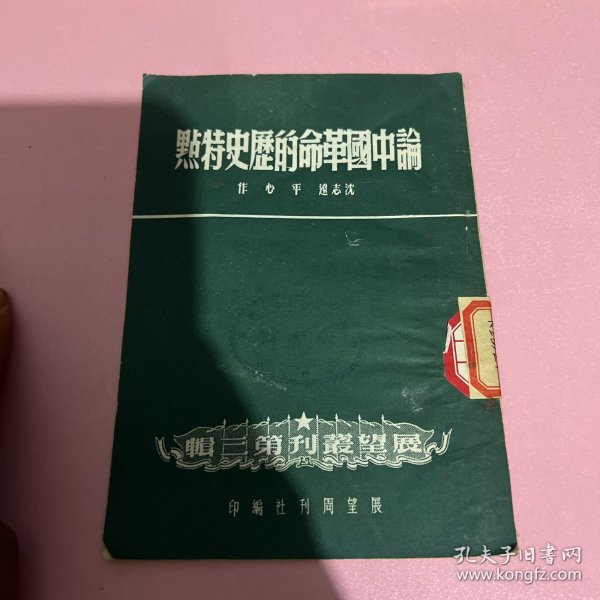 論中國革命的歷史特點
沈志遠 平心 作
展望叢刊第三輯
展望周刊社編印
孔夫子旧书网
www.kongfz.com